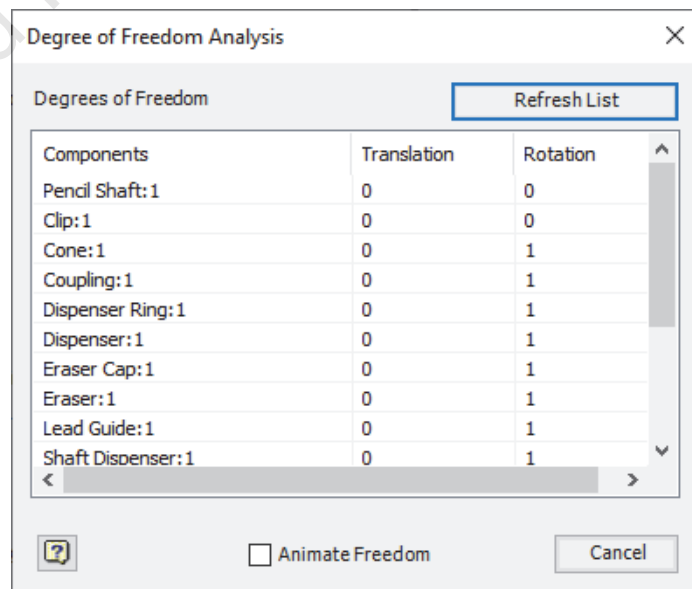 Degree of Freedom Analysis
Degrees of Freedom Refresh List
Components Translation Rotation
Pencil Shaft:1 0 0
Clip:1 0 0
Cone:1 0 1
Coupling:1 0 1
Dispenser Ring:1 0 1
Dispenser:1 0 1
Eraser Cap:1 0 1
Eraser:1 0 1
Lead Guide:1 0 1
Shaft Dispenser:1 0 1
? Animate Freedom Cancel